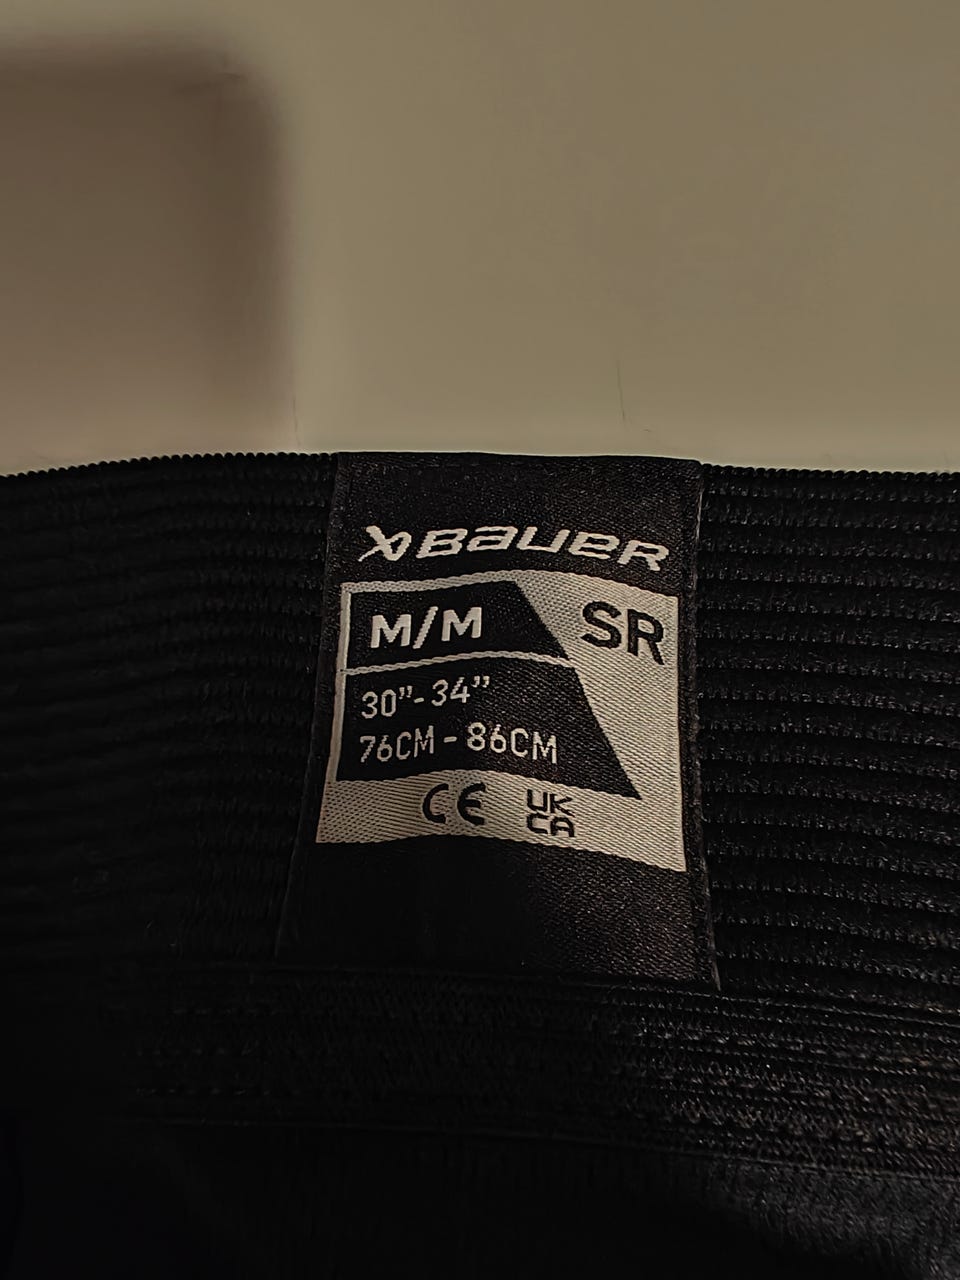 BAUER
M/M SR
30”-34”
76CM - 86CM
CE UK
CA